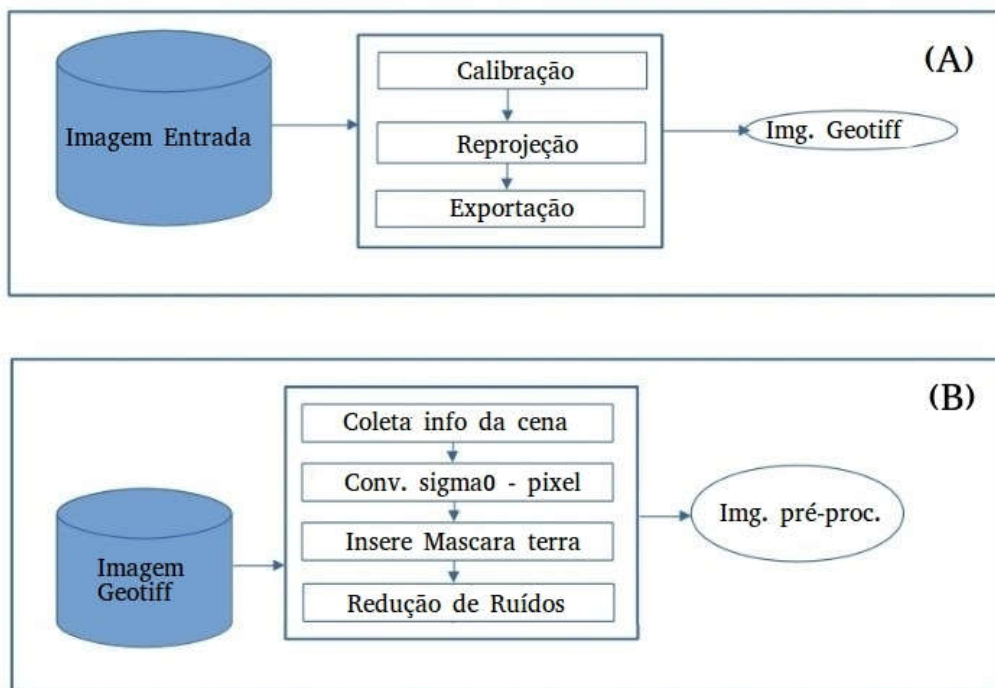 (A)
Imagem Entrada
Calibração
Reprojeção
Exportação
Img. Geotiff
(B)
Imagem
Geotiff
Coleta info da cena
Conv. sigma0 - pixel
Insere Mascara terra
Redução de Ruídos
Img. pré-proc.